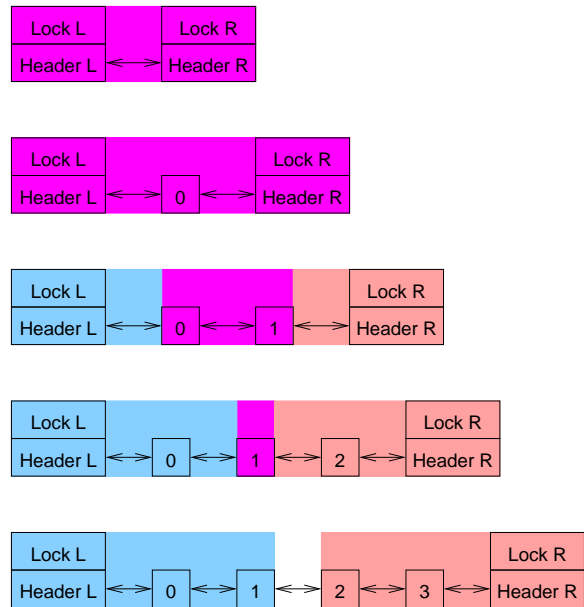 Lock L Lock R
Header L Header R
Lock L Lock R
Header L 0 Header R
Lock L Lock R
Header L 0 1 Header R
Lock L Lock R
Header L 0 1 2 Header R
Lock L Lock R
Header L 0 1 2 3 Header R